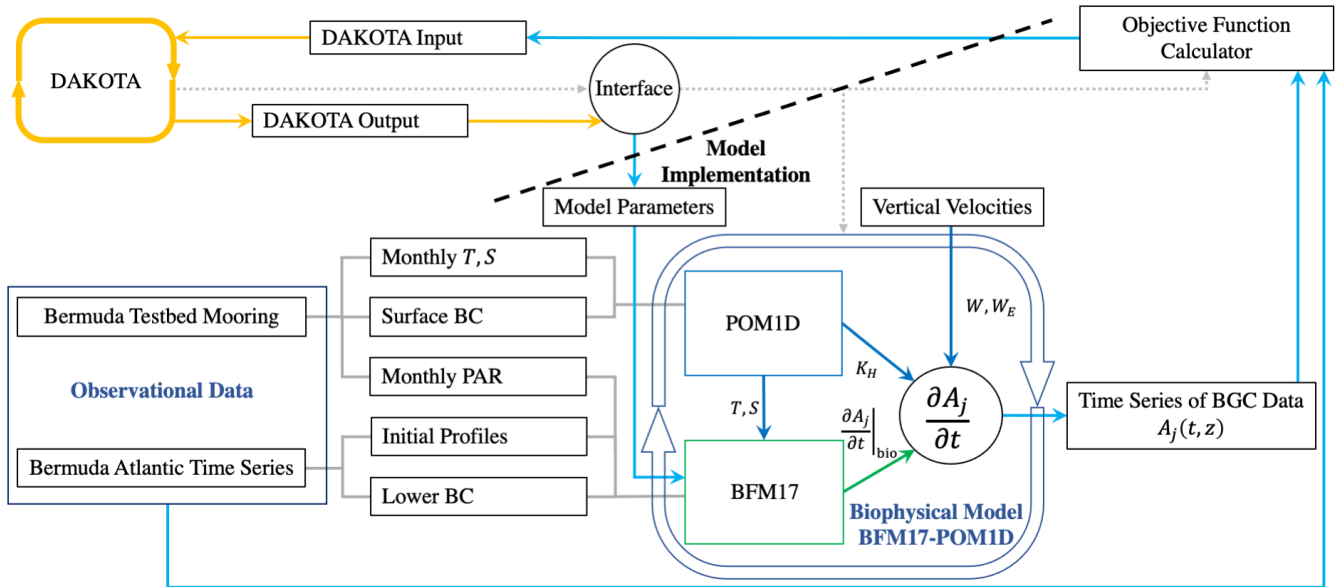 DAKOTA Input
Objective Function
Calculator
DAKOTA
Interface
DAKOTA Output
Model
Implementation
Model Parameters
Vertical Velocities
Monthly T, S
Bermuda Testbed Mooring
Surface BC
POM1D
W, W_E
Observational Data
Monthly PAR
K_H
T, S
∂A_j/∂t
∂A_j/∂t|_bio
Time Series of BGC Data
A_j(t, z)
Initial Profiles
Bermuda Atlantic Time Series
Lower BC
BFM17
Biophysical Model
BFM17-POM1D